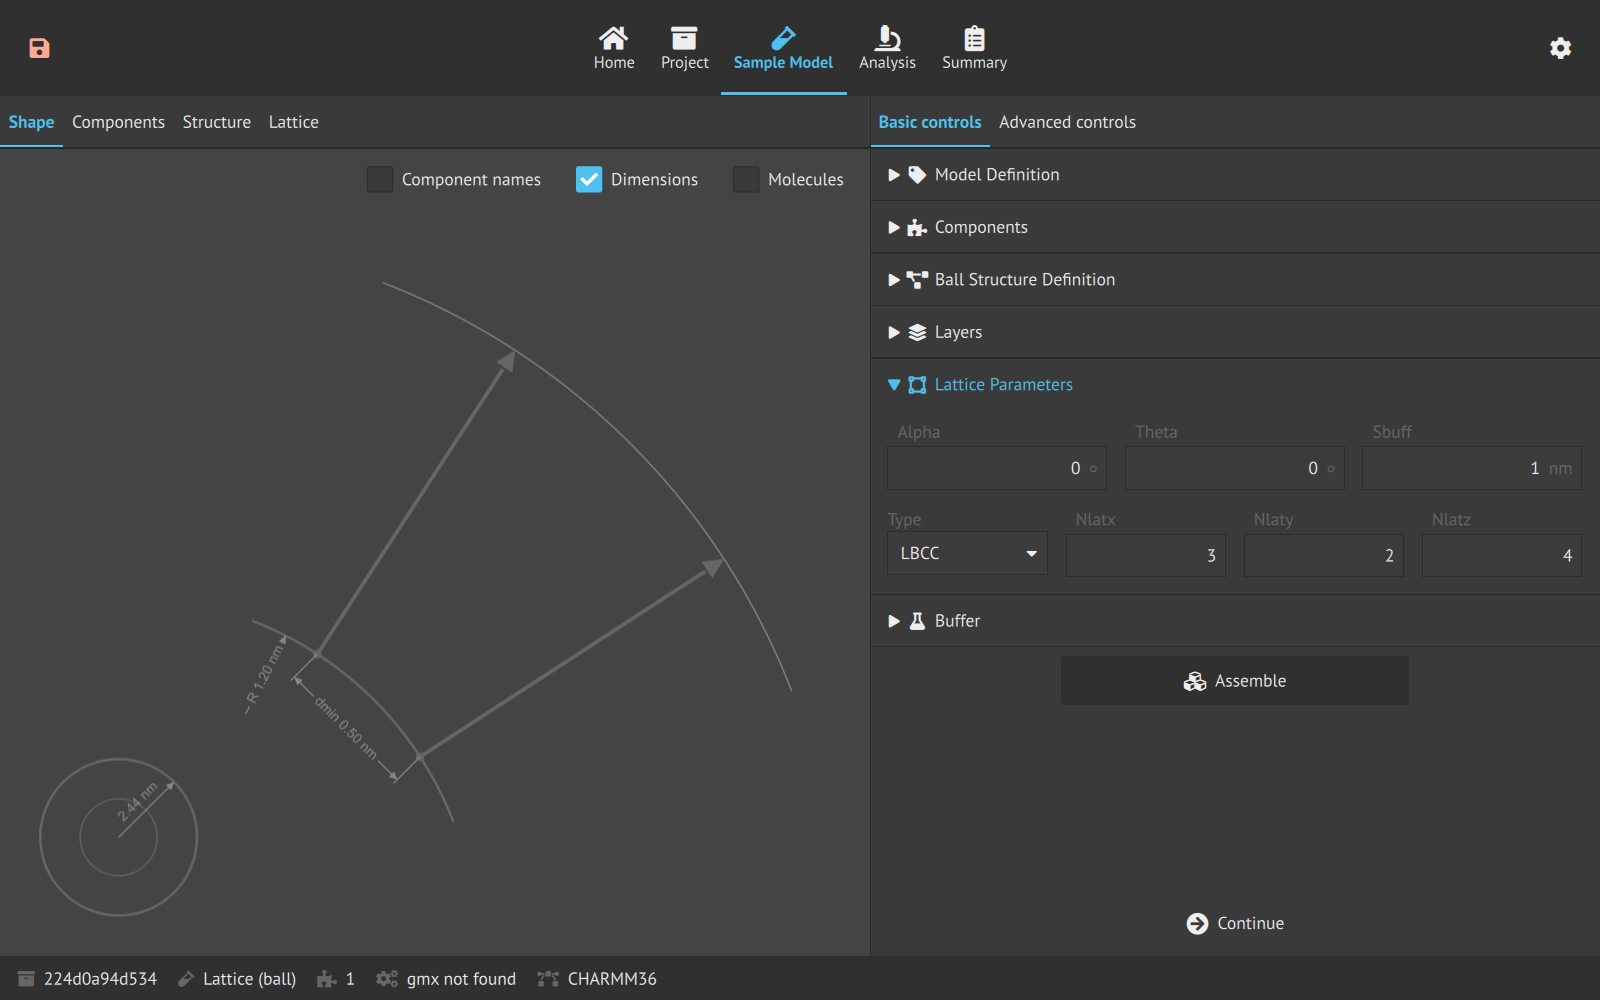 Home Project Sample Model Analysis Summary
Shape Components Structure Lattice
Basic controls Advanced controls
Component names Dimensions Molecules
Model Definition
Components
Ball Structure Definition
Layers
Lattice Parameters
Alpha Theta Sbuff
0 ° 0 ° 1 nm
Type Nlatx Nlaty Nlatz
LBCC 3 2 4
Buffer
Assemble
Continue
R 1.20 nm
dmin 0.50 nm
2.44 nm
224d0a94d534 Lattice (ball) 1 gmx not found CHARMM36